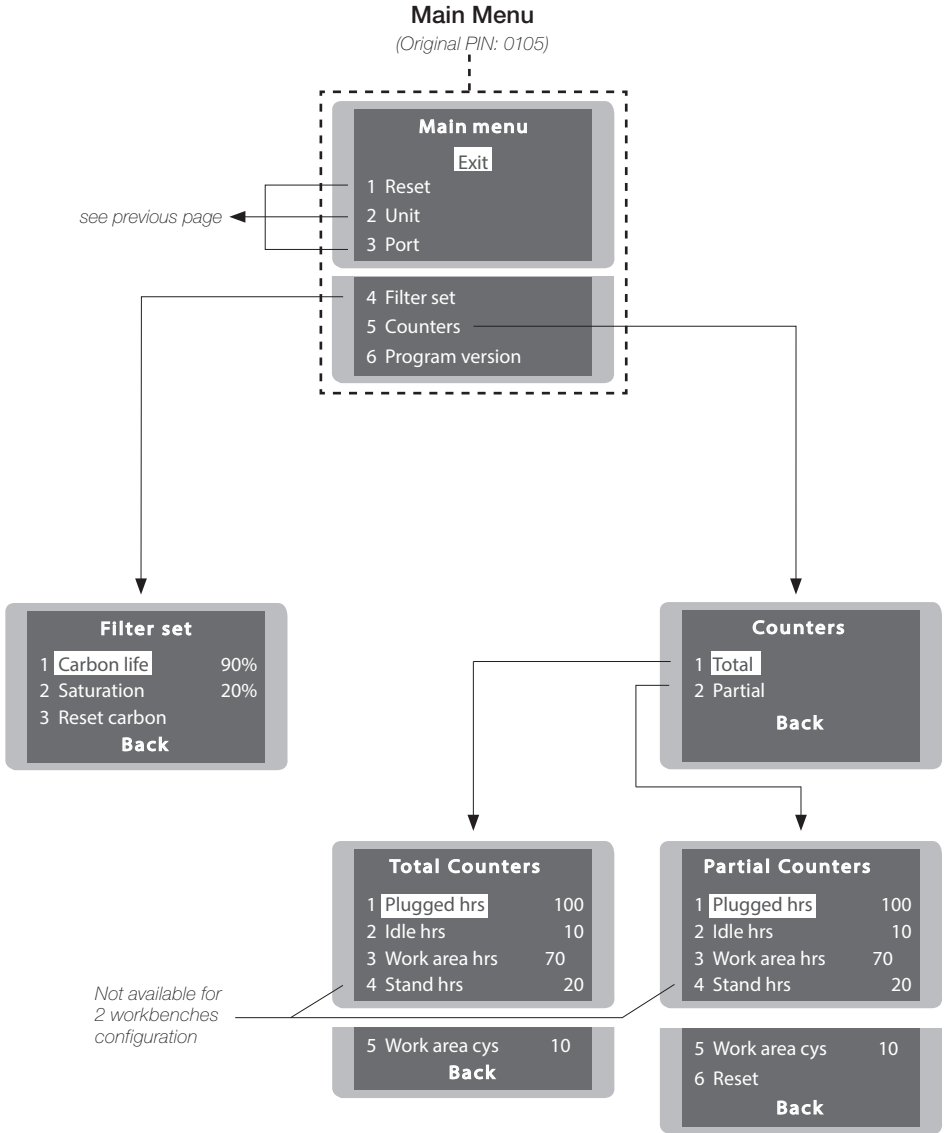 Main Menu
(Original PIN: 0105)
Main menu
Exit
1 Reset
2 Unit
3 Port
see previous page
4 Filter set
5 Counters
6 Program version
Filter set
1 Carbon life 90%
2 Saturation 20%
3 Reset carbon
Back
Counters
1 Total
2 Partial
Back
Total Counters
1 Plugged hrs 100
2 Idle hrs 10
3 Work area hrs 70
4 Stand hrs 20
5 Work area cys 10
Back
Partial Counters
1 Plugged hrs 100
2 Idle hrs 10
3 Work area hrs 70
4 Stand hrs 20
5 Work area cys 10
6 Reset
Back
Not available for
2 workbenches
configuration